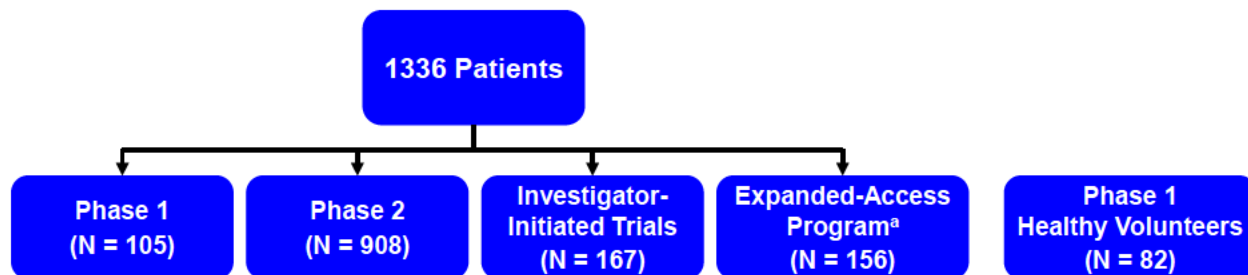 1336 Patients
Phase 1
(N = 105)
Phase 2
(N = 908)
Investigator-
Initiated Trials
(N = 167)
Expanded-Access
Programᵃ
(N = 156)
Phase 1
Healthy Volunteers
(N = 82)